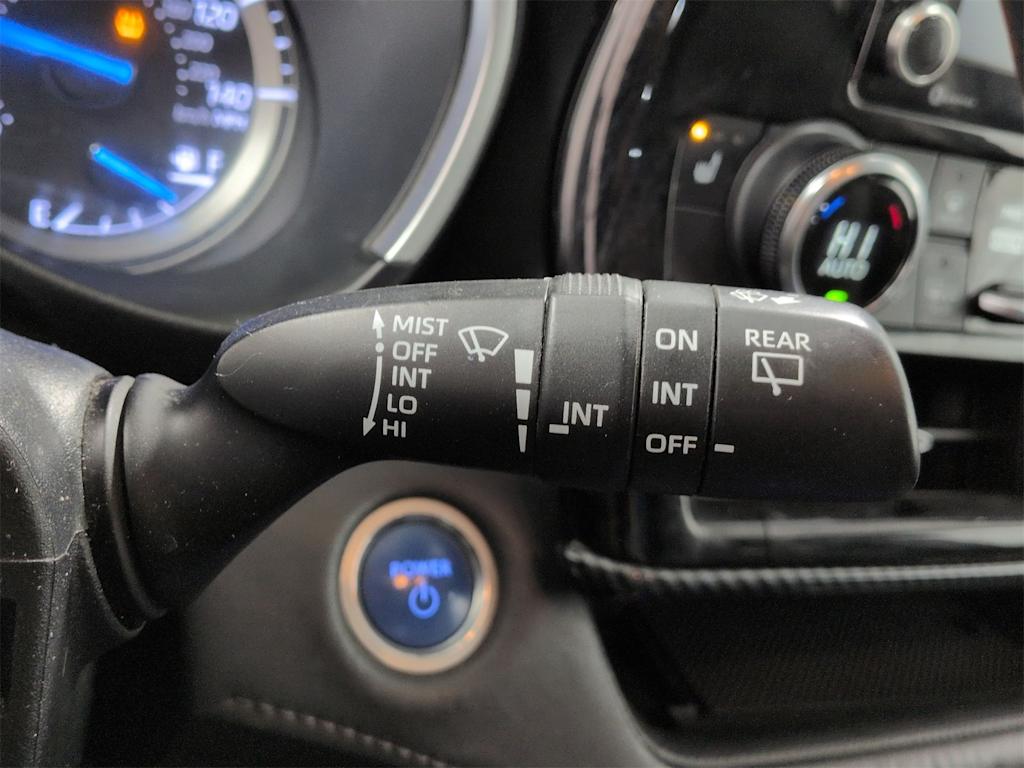 120
140
E
F
HI
AUTO
MIST
OFF
INT
LO
HI
INT
ON
INT
OFF
REAR
POWER